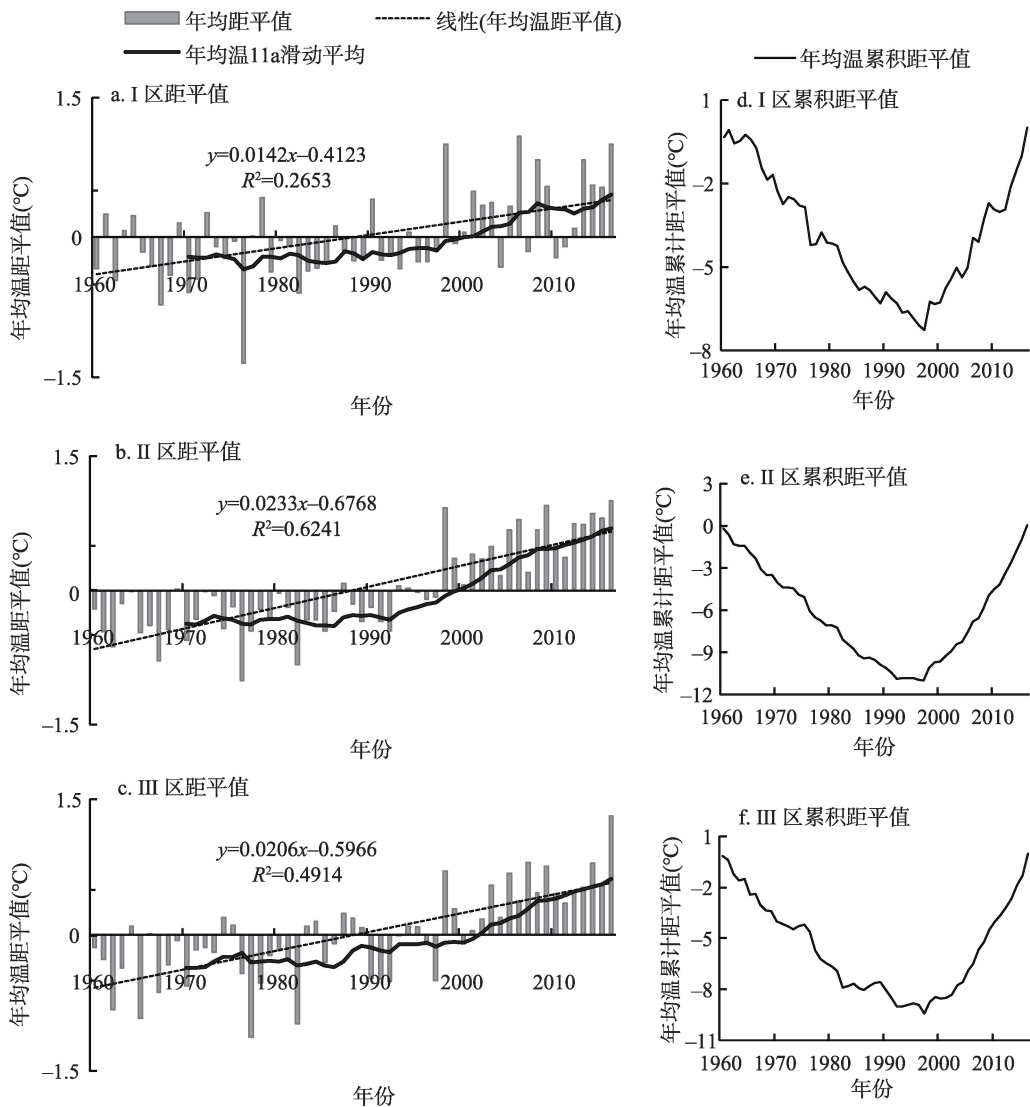 年均距平值
线性(年均温距平值)
年均温11a滑动平均
年均温累积距平值
a. I 区距平值
1.5
y=0.0142x–0.4123
R²=0.2653
0
–1.5
1960 1970 1980 1990 2000 2010
年均温距平值(℃)
年份
d. I 区累积距平值
1
–2
–5
–8
1960 1970 1980 1990 2000 2010
年均温累计距平值(℃)
年份
b. II 区距平值
1.5
y=0.0233x–0.6768
R²=0.6241
0
–1.5
1960 1970 1980 1990 2000 2010
年均温距平值(℃)
年份
e. II 区累积距平值
3
0
–3
–6
–9
–12
1960 1970 1980 1990 2000 2010
年均温累计距平值(℃)
年份
c. III 区距平值
1.5
y=0.0206x–0.5966
R²=0.4914
0
–1.5
1960 1970 1980 1990 2000 2010
年均温距平值(℃)
年份
f. III 区累积距平值
1
–2
–5
–8
–11
1960 1970 1980 1990 2000 2010
年均温累计距平值(℃)
年份